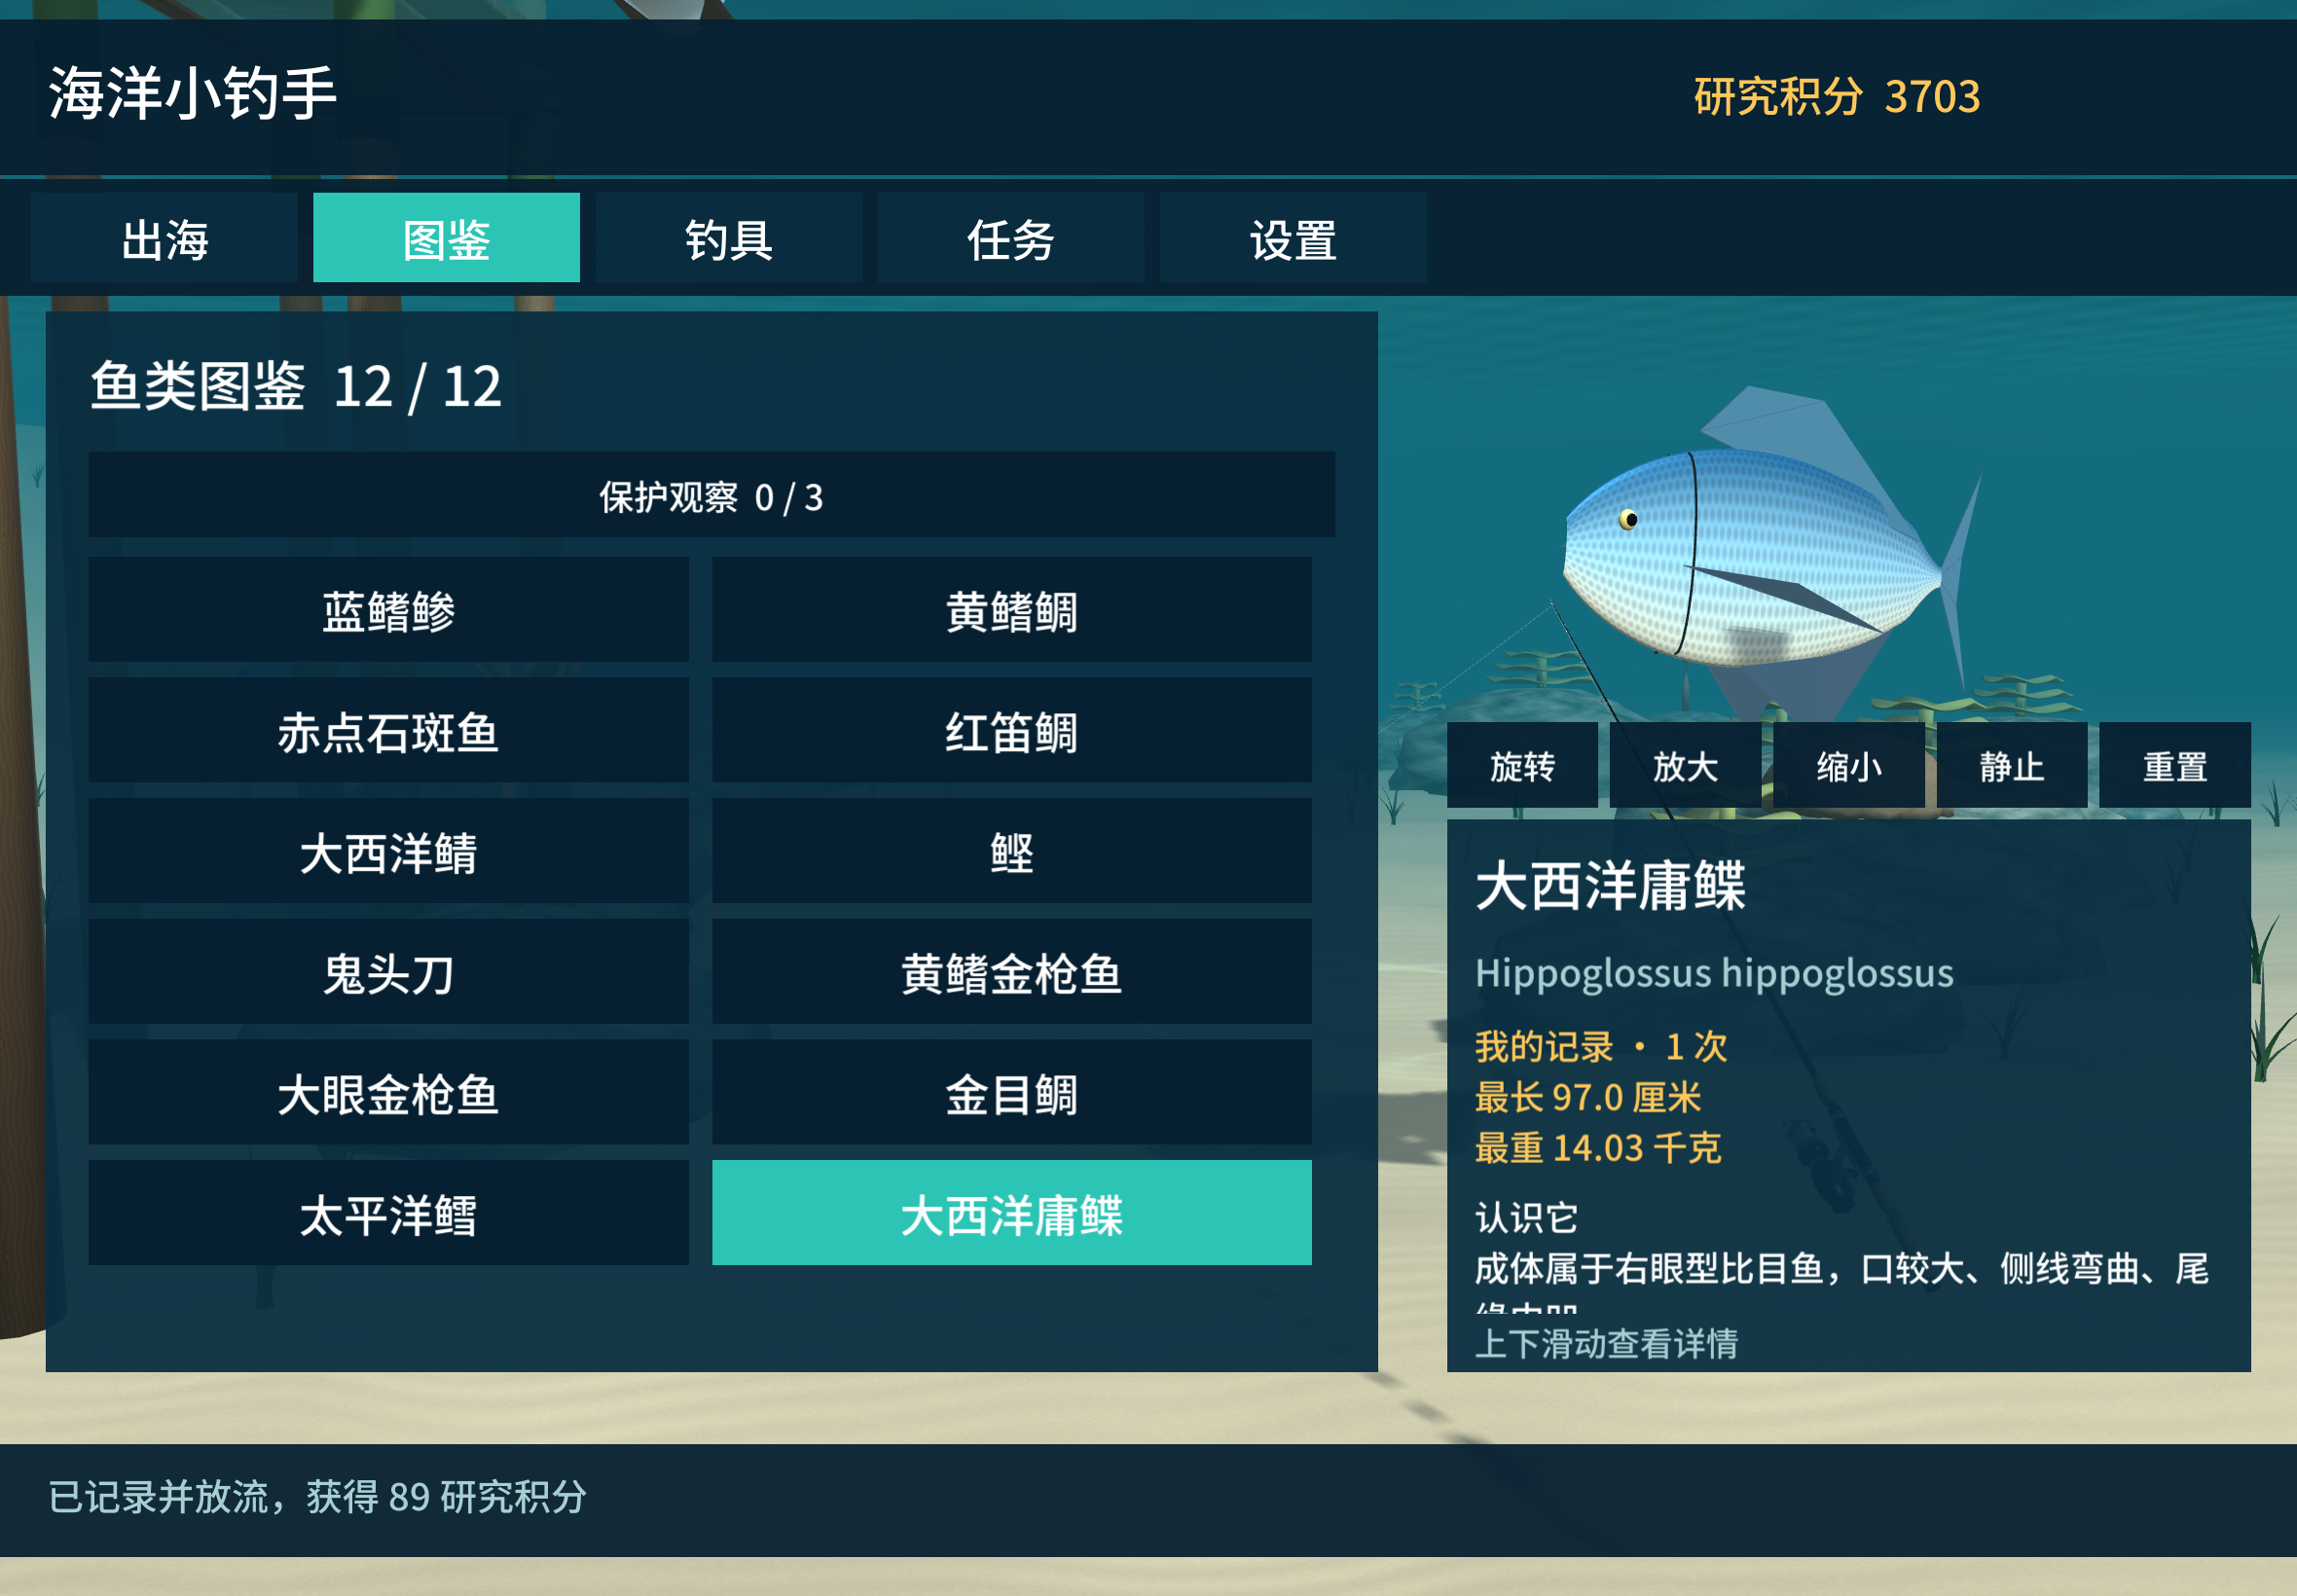 海洋小钓手
研究积分 3703
出海
图鉴
钓具
任务
设置
鱼类图鉴 12 / 12
保护观察 0 / 3
蓝鳍鲹
黄鳍鲷
赤点石斑鱼
红笛鲷
大西洋鲭
鲣
鬼头刀
黄鳍金枪鱼
大眼金枪鱼
金目鲷
太平洋鳕
大西洋庸鲽
旋转
放大
缩小
静止
重置
大西洋庸鲽
Hippoglossus hippoglossus
我的记录 · 1 次
最长 97.0 厘米
最重 14.03 千克
认识它
成体属于右眼型比目鱼，口较大、侧线弯曲、尾
上下滑动查看详情
已记录并放流，获得 89 研究积分